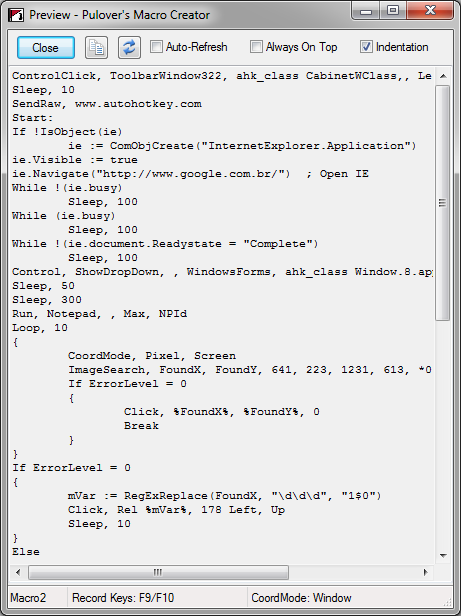 Preview - Pulover's Macro Creator
Close Auto-Refresh Always On Top Indentation
ControlClick, ToolbarWindow322, ahk_class CabinetWClass,, Le
Sleep, 10
SendRaw, www.autohotkey.com
Start:
If !IsObject(ie)
        ie := ComObjCreate("InternetExplorer.Application")
ie.Visible := true
ie.Navigate("http://www.google.com.br/")  ; Open IE
While !(ie.busy)
        Sleep, 100
While (ie.busy)
        Sleep, 100
While !(ie.document.Readystate = "Complete")
        Sleep, 100
Control, ShowDropDown, , WindowsForms, ahk_class Window.8.app
Sleep, 50
Sleep, 300
Run, Notepad, , Max, NPId
Loop, 10
{
        CoordMode, Pixel, Screen
        ImageSearch, FoundX, FoundY, 641, 223, 1231, 613, *0
        If ErrorLevel = 0
        {
                Click, %FoundX%, %FoundY%, 0
                Break
        }
}
If ErrorLevel = 0
{
        mVar := RegExReplace(FoundX, "\d\d\d", "1$0")
        Click, Rel %mVar%, 178 Left, Up
        Sleep, 10
}
Else
Macro2 Record Keys: F9/F10 CoordMode: Window